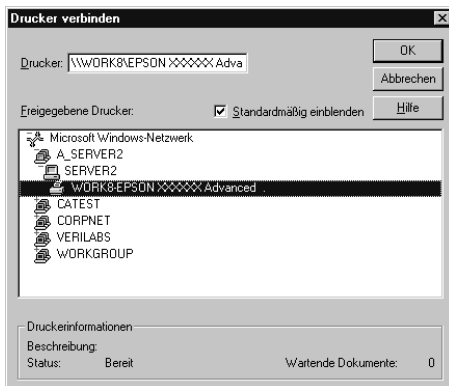 Drucker verbinden
Drucker: \\WORK8\EPSON XXXXXX Adva
OK
Abbrechen
Freigegebene Drucker:
Standardmäßig einblenden
Hilfe
Microsoft Windows-Netzwerk
A_SERVER2
SERVER2
WORK8-EPSON XXXXXX Advanced .
CATEST
CORPNET
VERILABS
WORKGROUP
Druckerinformationen
Beschreibung:
Status: Bereit Wartende Dokumente: 0